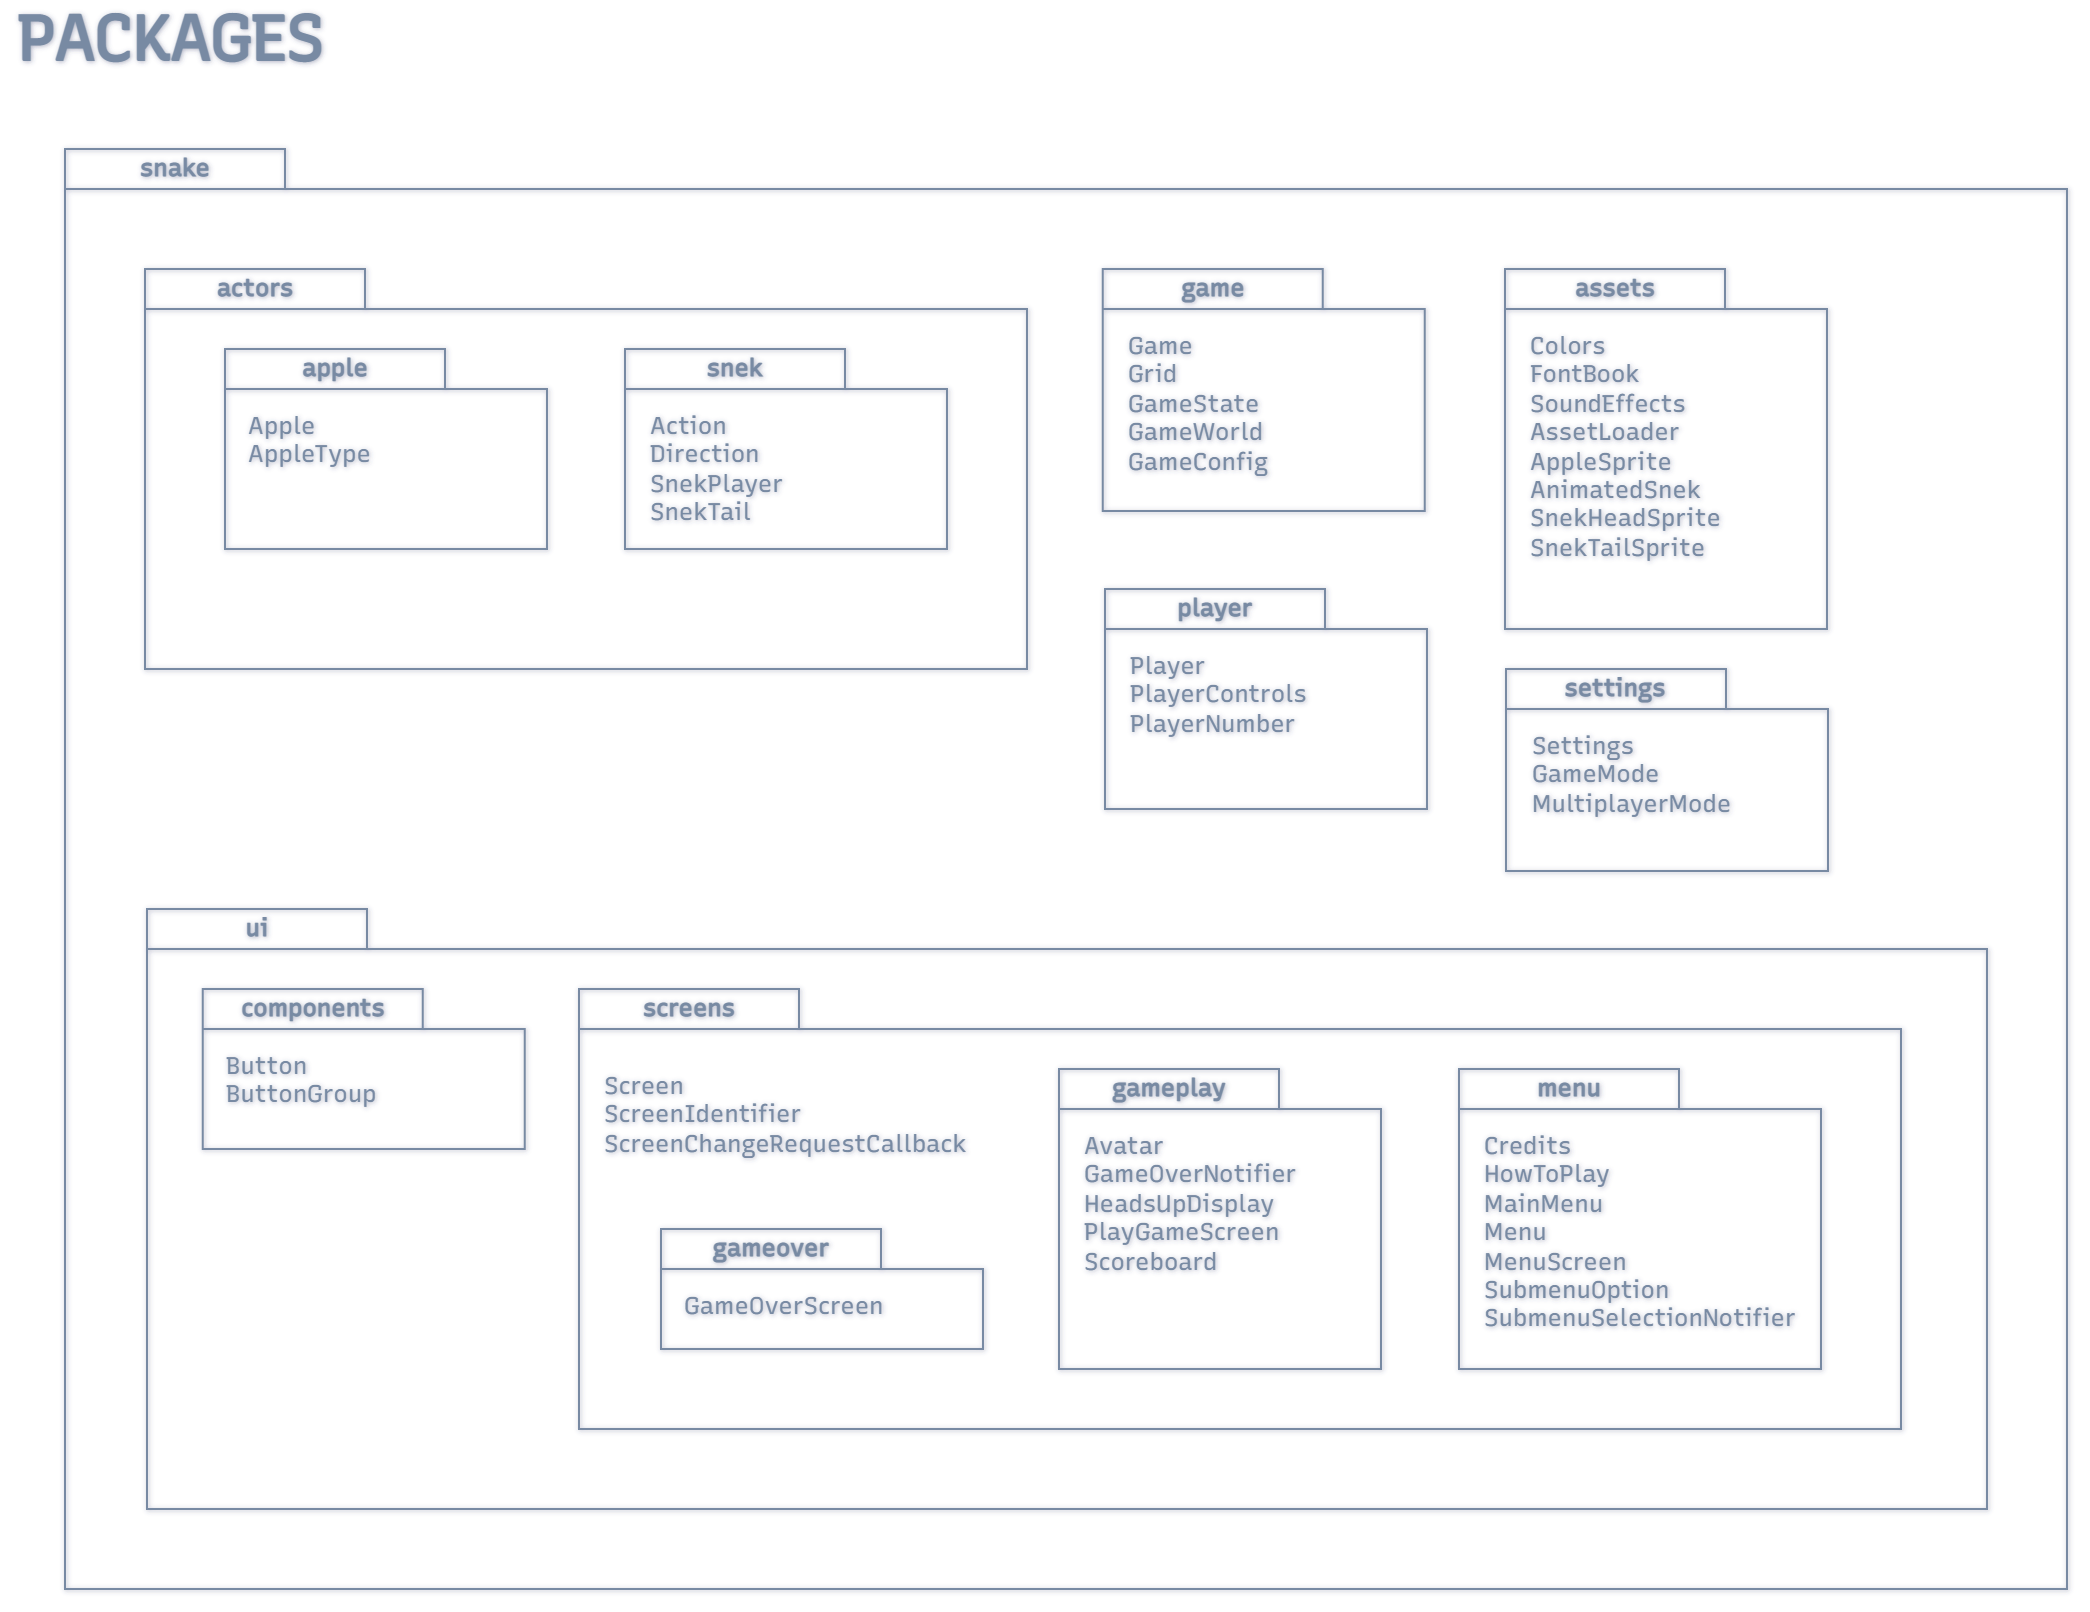 PACKAGES
snake
actors
apple
Apple
AppleType
snek
Action
Direction
SnekPlayer
SnekTail
game
Game
Grid
GameState
GameWorld
GameConfig
assets
Colors
FontBook
SoundEffects
AssetLoader
AppleSprite
AnimatedSnek
SnekHeadSprite
SnekTailSprite
player
Player
PlayerControls
PlayerNumber
settings
Settings
GameMode
MultiplayerMode
ui
components
Button
ButtonGroup
screens
Screen
ScreenIdentifier
ScreenChangeRequestCallback
gameover
GameOverScreen
gameplay
Avatar
GameOverNotifier
HeadsUpDisplay
PlayGameScreen
Scoreboard
menu
Credits
HowToPlay
MainMenu
Menu
MenuScreen
SubmenuOption
SubmenuSelectionNotifier